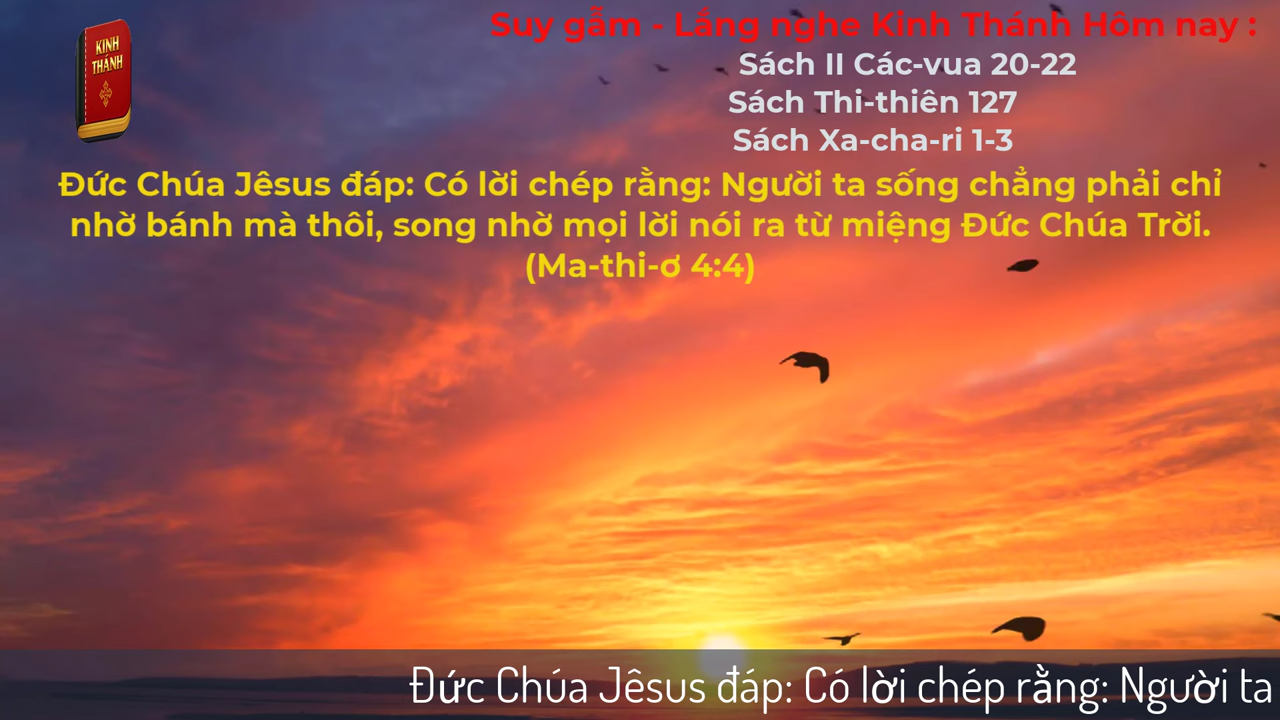 KINH
THÁNH
Suy gẫm - Lắng nghe Kinh Thánh Hôm nay :
Sách II Các-vua 20-22
Sách Thi-thiên 127
Sách Xa-cha-ri 1-3
Đức Chúa Jêsus đáp: Có lời chép rằng: Người ta sống chẳng phải chỉ
nhờ bánh mà thôi, song nhờ mọi lời nói ra từ miệng Đức Chúa Trời.
(Ma-thi-ơ 4:4)
Đức Chúa Jêsus đáp: Có lời chép rằng: Người ta